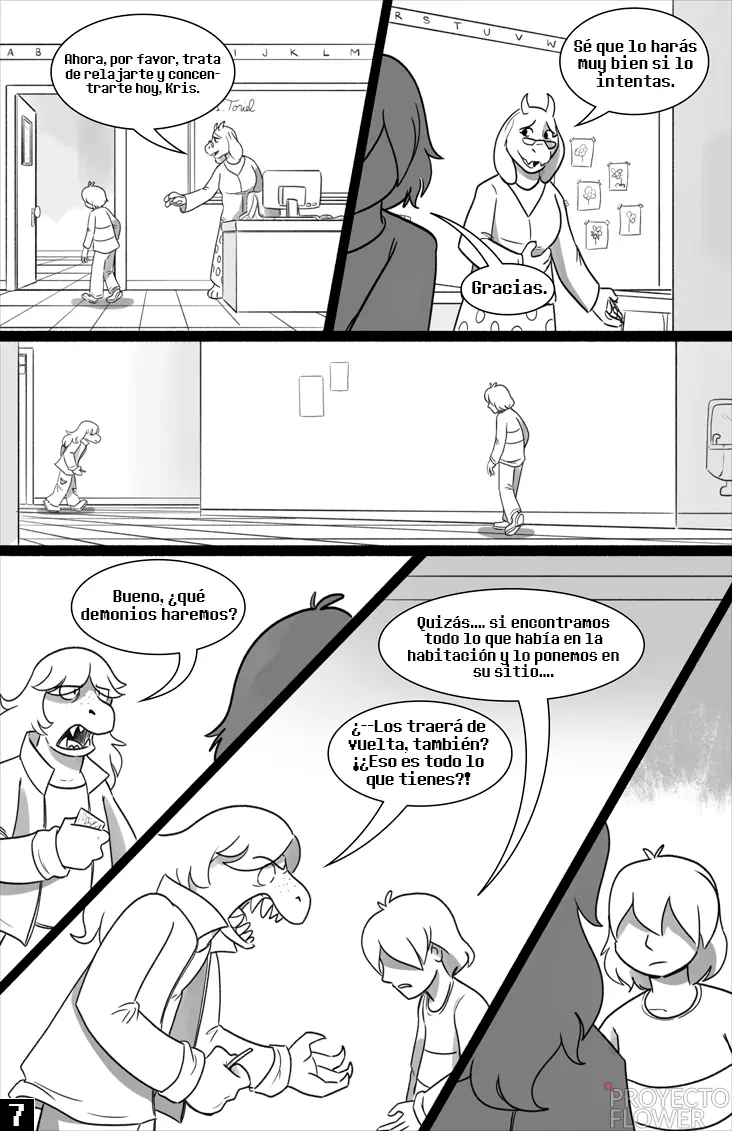 A B I J K L M
Ahora, por favor, trata
de relajarte y concen-
trarte hoy, Kris.
Toriel
R S T U V W
Sé que lo harás
muy bien si lo
intentas.
Gracias.
Bueno, ¿qué
demonios haremos?
Quizás.... si encontramos
todo lo que había en la
habitación y lo ponemos en
su sitio....
¿--Los traerá de
vuelta, también?
¡¿Eso es todo lo
que tienes?!
7
PROYECTO
FLOWER